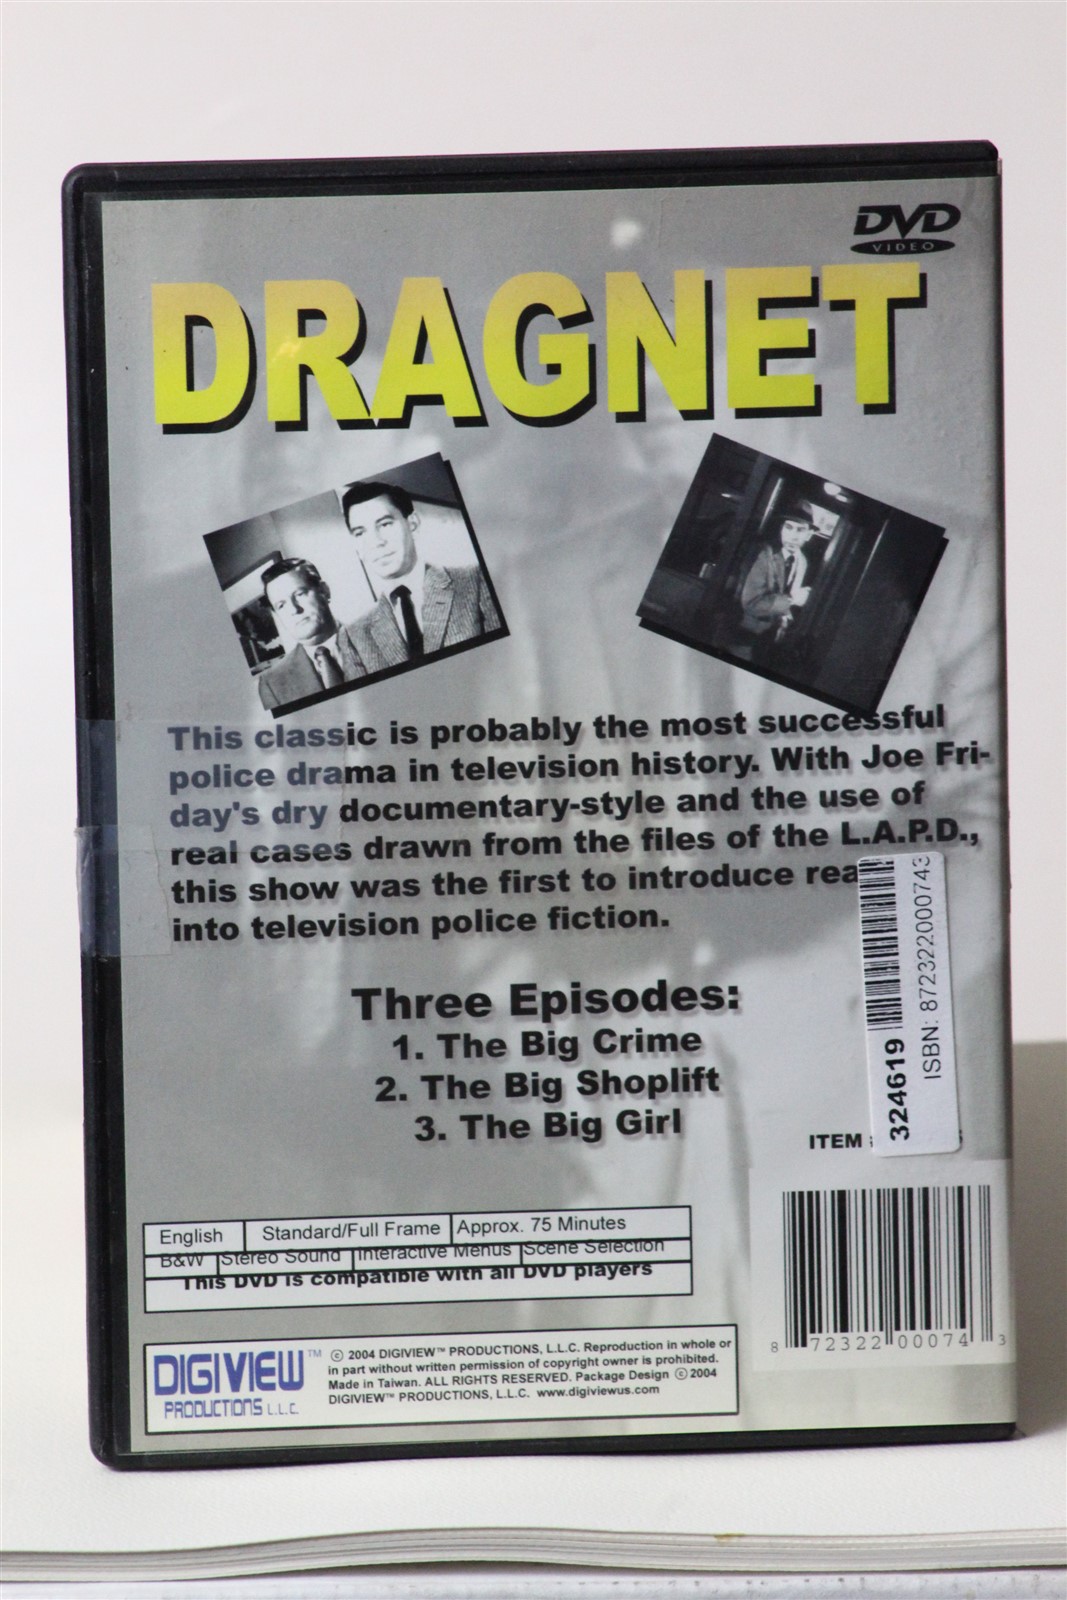 DVD
VIDEO
DRAGNET
This classic is probably the most successful
police drama in television history. With Joe Fri-
day's dry documentary-style and the use of
real cases drawn from the files of the L.A.P.D.,
this show was the first to introduce
into television police fiction.
Three Episodes:
1. The Big Crime
2. The Big Shoplift
3. The Big Girl
324619
ISBN: 872322000743
ITEM
English Standard/Full Frame Approx. 75 Minutes
B&W Stereo Sound Interactive Menus Scene Selection
This DVD is compatible with all DVD players
8 72322 00074 3
DIGIVIEW™
PRODUCTIONS L.L.C.
© 2004 DIGIVIEW™ PRODUCTIONS, L.L.C. Reproduction in whole or
in part without written permission of copyright owner is prohibited.
Made in Taiwan. ALL RIGHTS RESERVED. Package Design © 2004
DIGIVIEW™ PRODUCTIONS, L.L.C. www.digiviewus.com